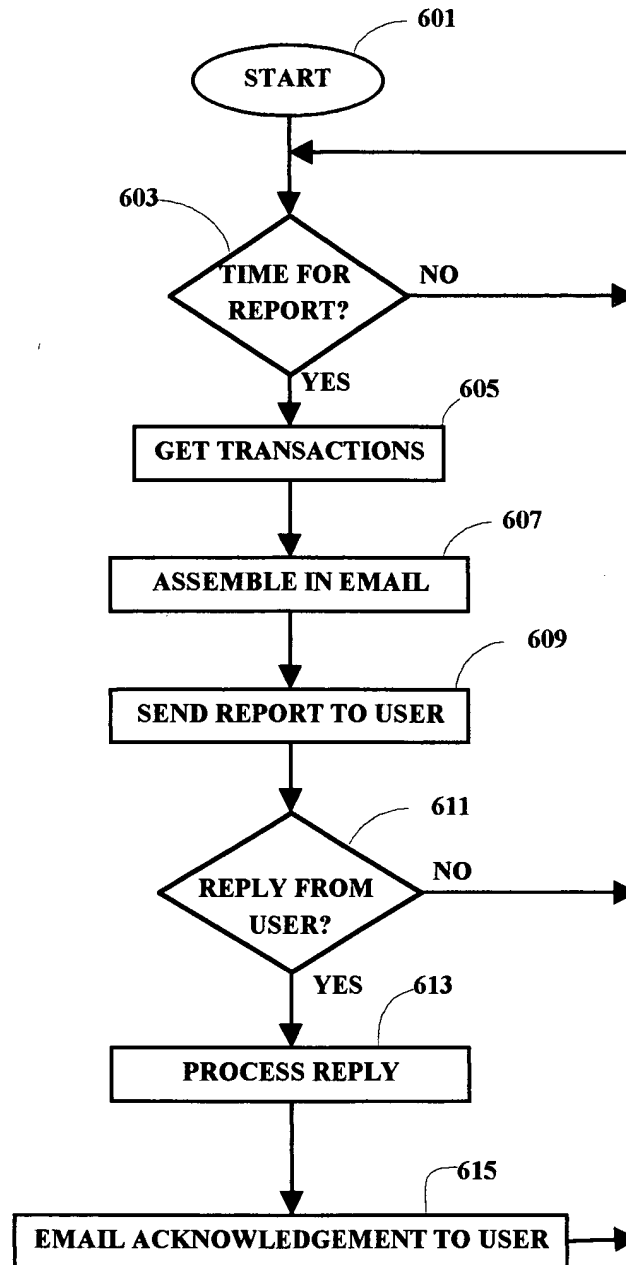 601
START
603
TIME FOR
REPORT?
NO
YES
605
GET TRANSACTIONS
607
ASSEMBLE IN EMAIL
609
SEND REPORT TO USER
611
REPLY FROM
USER?
NO
YES
613
PROCESS REPLY
615
EMAIL ACKNOWLEDGEMENT TO USER